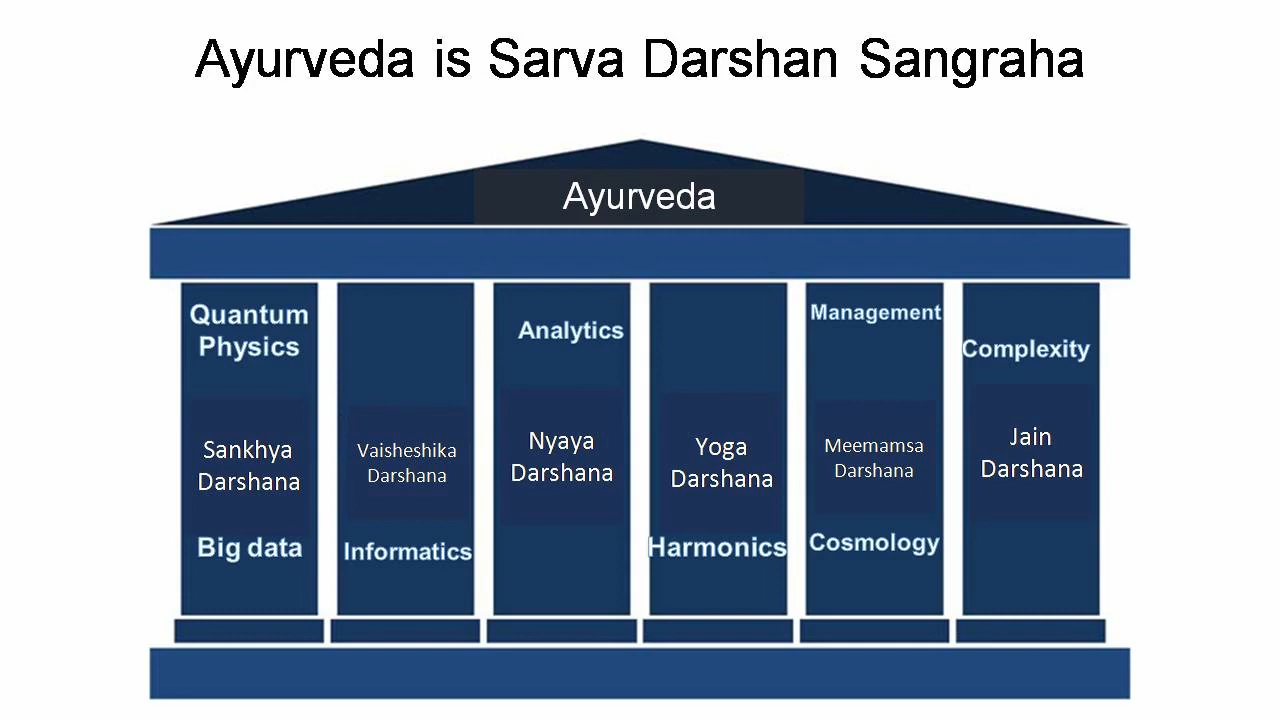 Ayurveda is Sarva Darshan Sangraha
Ayurveda
Quantum
Physics
Sankhya
Darshana
Big data
Vaisheshika
Darshana
Informatics
Analytics
Nyaya
Darshana
Yoga
Darshana
Harmonics
Management
Meemamsa
Darshana
Cosmology
Complexity
Jain
Darshana